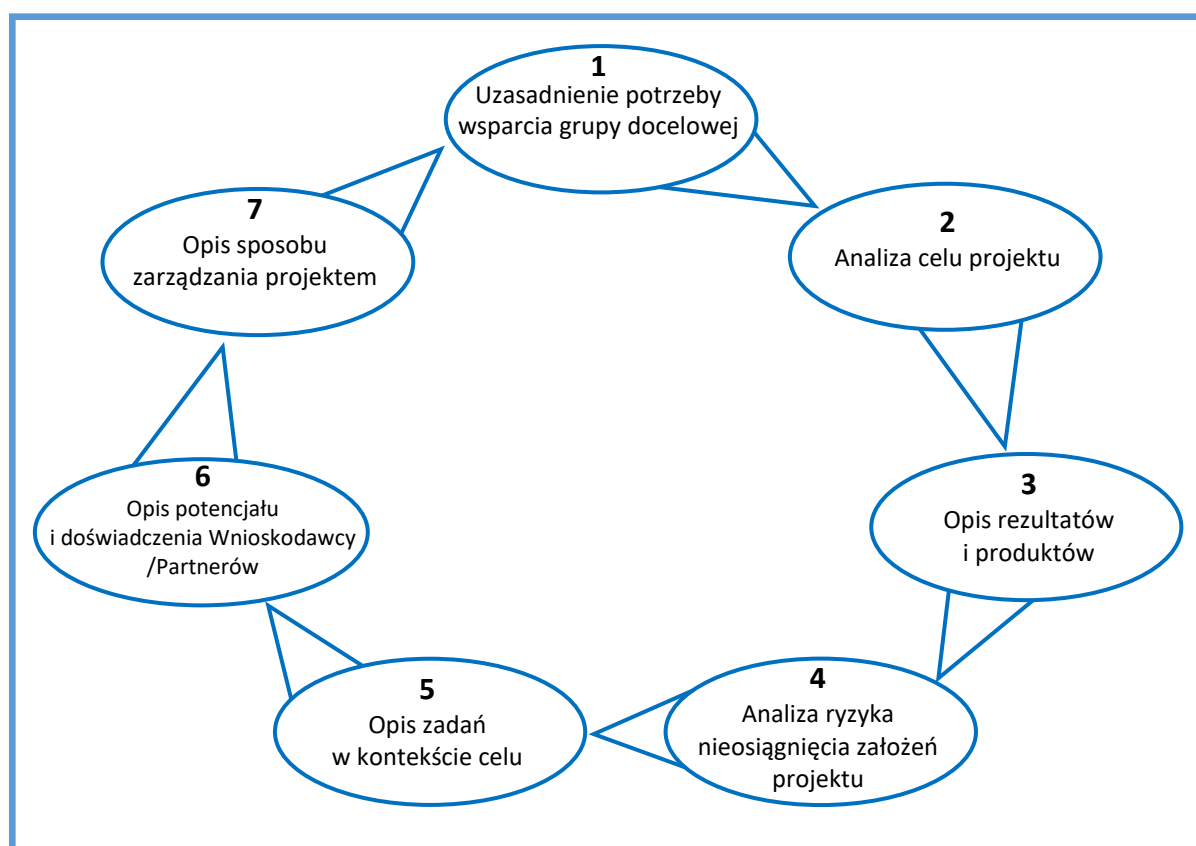 1
Uzasadnienie potrzeby
wsparcia grupy docelowej
2
Analiza celu projektu
3
Opis rezultatów
i produktów
4
Analiza ryzyka
nieosiągnięcia założeń
projektu
5
Opis zadań
w kontekście celu
6
Opis potencjału
i doświadczenia Wnioskodawcy
/Partnerów
7
Opis sposobu
zarządzania projektem